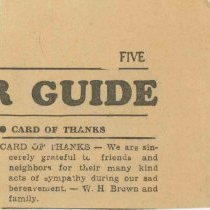 FIVE
R GUIDE
CARD OF THANKS
CARD OF THANKS — We are sin-
cerely grateful to friends and
neighbors for their many kind
acts of sympathy during our sad
bereavement. — W. H. Brown and
family.